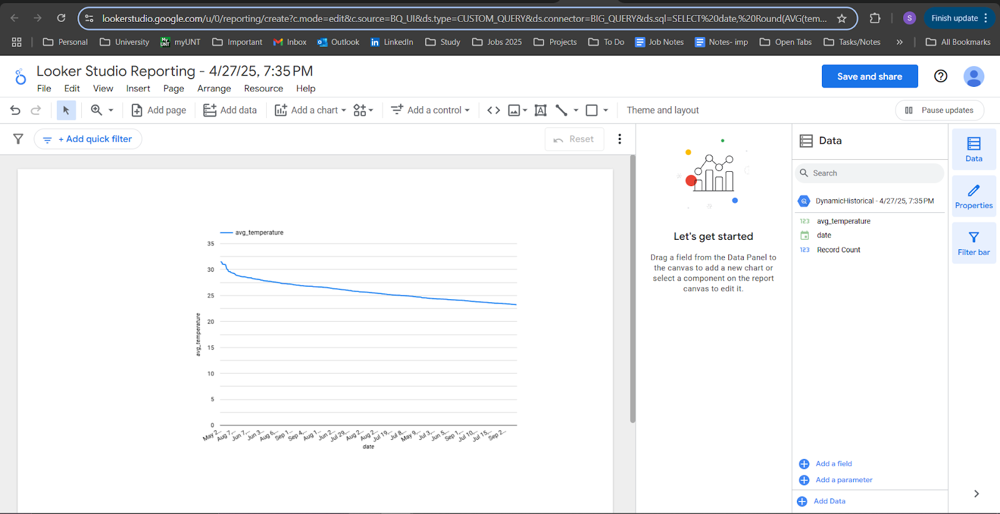 lookerstudio.google.com/u/0/reporting/create?c.mode=edit&c.source=BQ_UI&ds.type=CUSTOM_QUERY&ds.connector=BIG_QUERY&ds.sql=SELECT%20date,%20Round(AVG(tem...
S
Finish update
Personal
University
My UNT
myUNT
Important
Inbox
Outlook
LinkedIn
Study
Jobs 2025
Projects
To Do
Job Notes
Notes- imp
Open Tabs
Tasks/Notes
»
All Bookmarks
Looker Studio Reporting - 4/27/25, 7:35 PM
File Edit View Insert Page Arrange Resource Help
Save and share
Add page
Add data
Add a chart
Add a control
Theme and layout
Pause updates
+ Add quick filter
Reset
avg_temperature
35
30
25
20
15
10
5
0
avg_temperature
May 2... Aug 7,... Jun 7,... Jun 3,... Aug 6,... Sep 1... Sep 4,... Aug 1... Jun 2... Jul 29,... Aug 2... Aug 2... Jul 19,... Jul 8,... May 9,... Jul 3,... Jun 5,... Sep 1,... Jul 10,... Jul 15,... Sep 2...
date
Let's get started
Drag a field from the Data Panel to
the canvas to add a new chart or
select a component on the report
canvas to edit it.
Data
Search
DynamicHistorical - 4/27/25, 7:35 PM
123 avg_temperature
date
123 Record Count
Add a field
Add a parameter
Add Data
Data
Properties
Filter bar